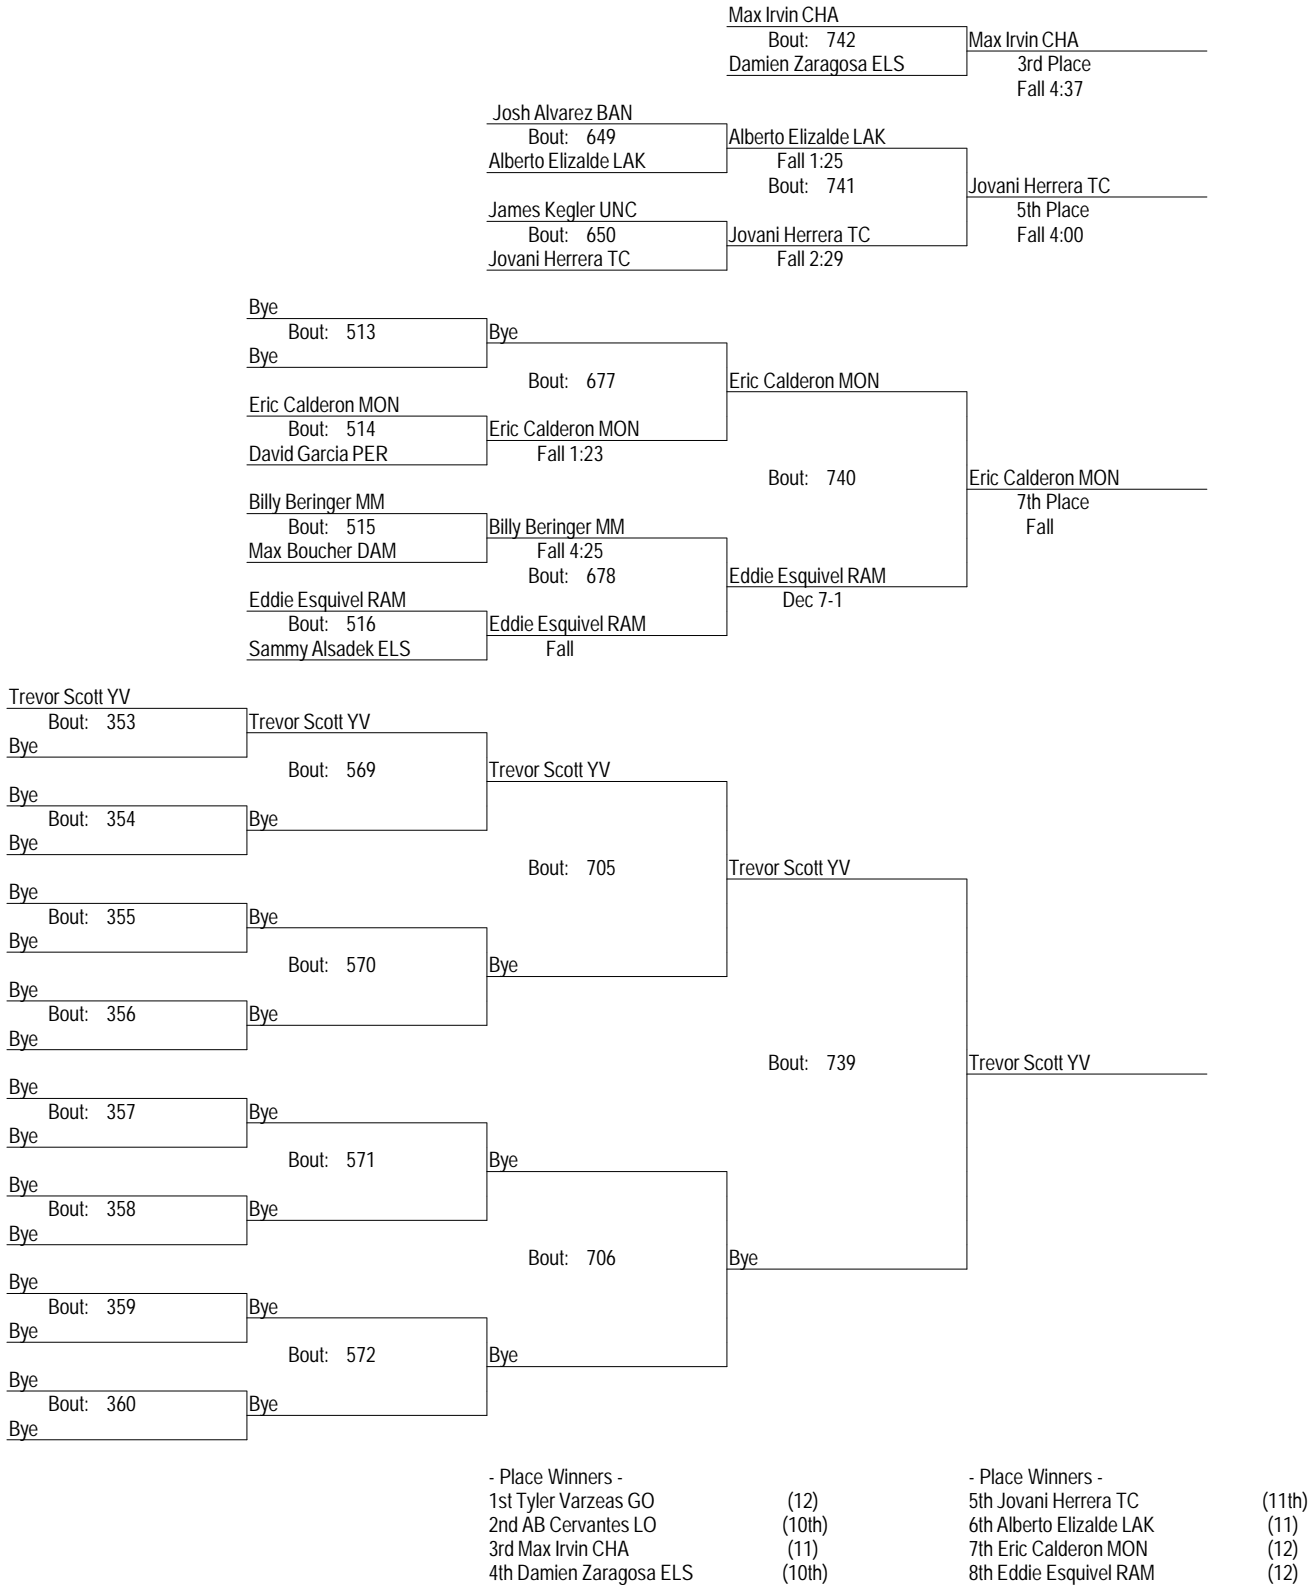 Max Irvin CHA
Bout: 742
Max Irvin CHA
Damien Zaragosa ELS
3rd Place
Fall 4:37
Josh Alvarez BAN
Bout: 649
Alberto Elizalde LAK
Alberto Elizalde LAK
Fall 1:25
Bout: 741
Jovani Herrera TC
James Kegler UNC
5th Place
Bout: 650
Jovani Herrera TC
Fall 4:00
Jovani Herrera TC
Fall 2:29
Bye
Bout: 513
Bye
Bye
Bout: 677
Eric Calderon MON
Eric Calderon MON
Bout: 514
Eric Calderon MON
David Garcia PER
Fall 1:23
Bout: 740
Eric Calderon MON
Billy Beringer MM
7th Place
Bout: 515
Billy Beringer MM
Fall
Max Boucher DAM
Fall 4:25
Bout: 678
Eddie Esquivel RAM
Eddie Esquivel RAM
Dec 7-1
Bout: 516
Eddie Esquivel RAM
Sammy Alsadek ELS
Fall
Trevor Scott YV
Bout: 353
Trevor Scott YV
Bye
Bout: 569
Trevor Scott YV
Bye
Bout: 354
Bye
Bye
Bout: 705
Trevor Scott YV
Bye
Bout: 355
Bye
Bye
Bout: 570
Bye
Bye
Bout: 356
Bye
Bye
Bout: 739
Trevor Scott YV
Bye
Bout: 357
Bye
Bye
Bout: 571
Bye
Bye
Bout: 358
Bye
Bye
Bout: 706
Bye
Bye
Bout: 359
Bye
Bye
Bout: 572
Bye
Bye
Bout: 360
Bye
Bye
- Place Winners -
1st Tyler Varzeas GO (12)
2nd AB Cervantes LO (10th)
3rd Max Irvin CHA (11)
4th Damien Zaragosa ELS (10th)
- Place Winners -
5th Jovani Herrera TC (11th)
6th Alberto Elizalde LAK (11)
7th Eric Calderon MON (12)
8th Eddie Esquivel RAM (12)